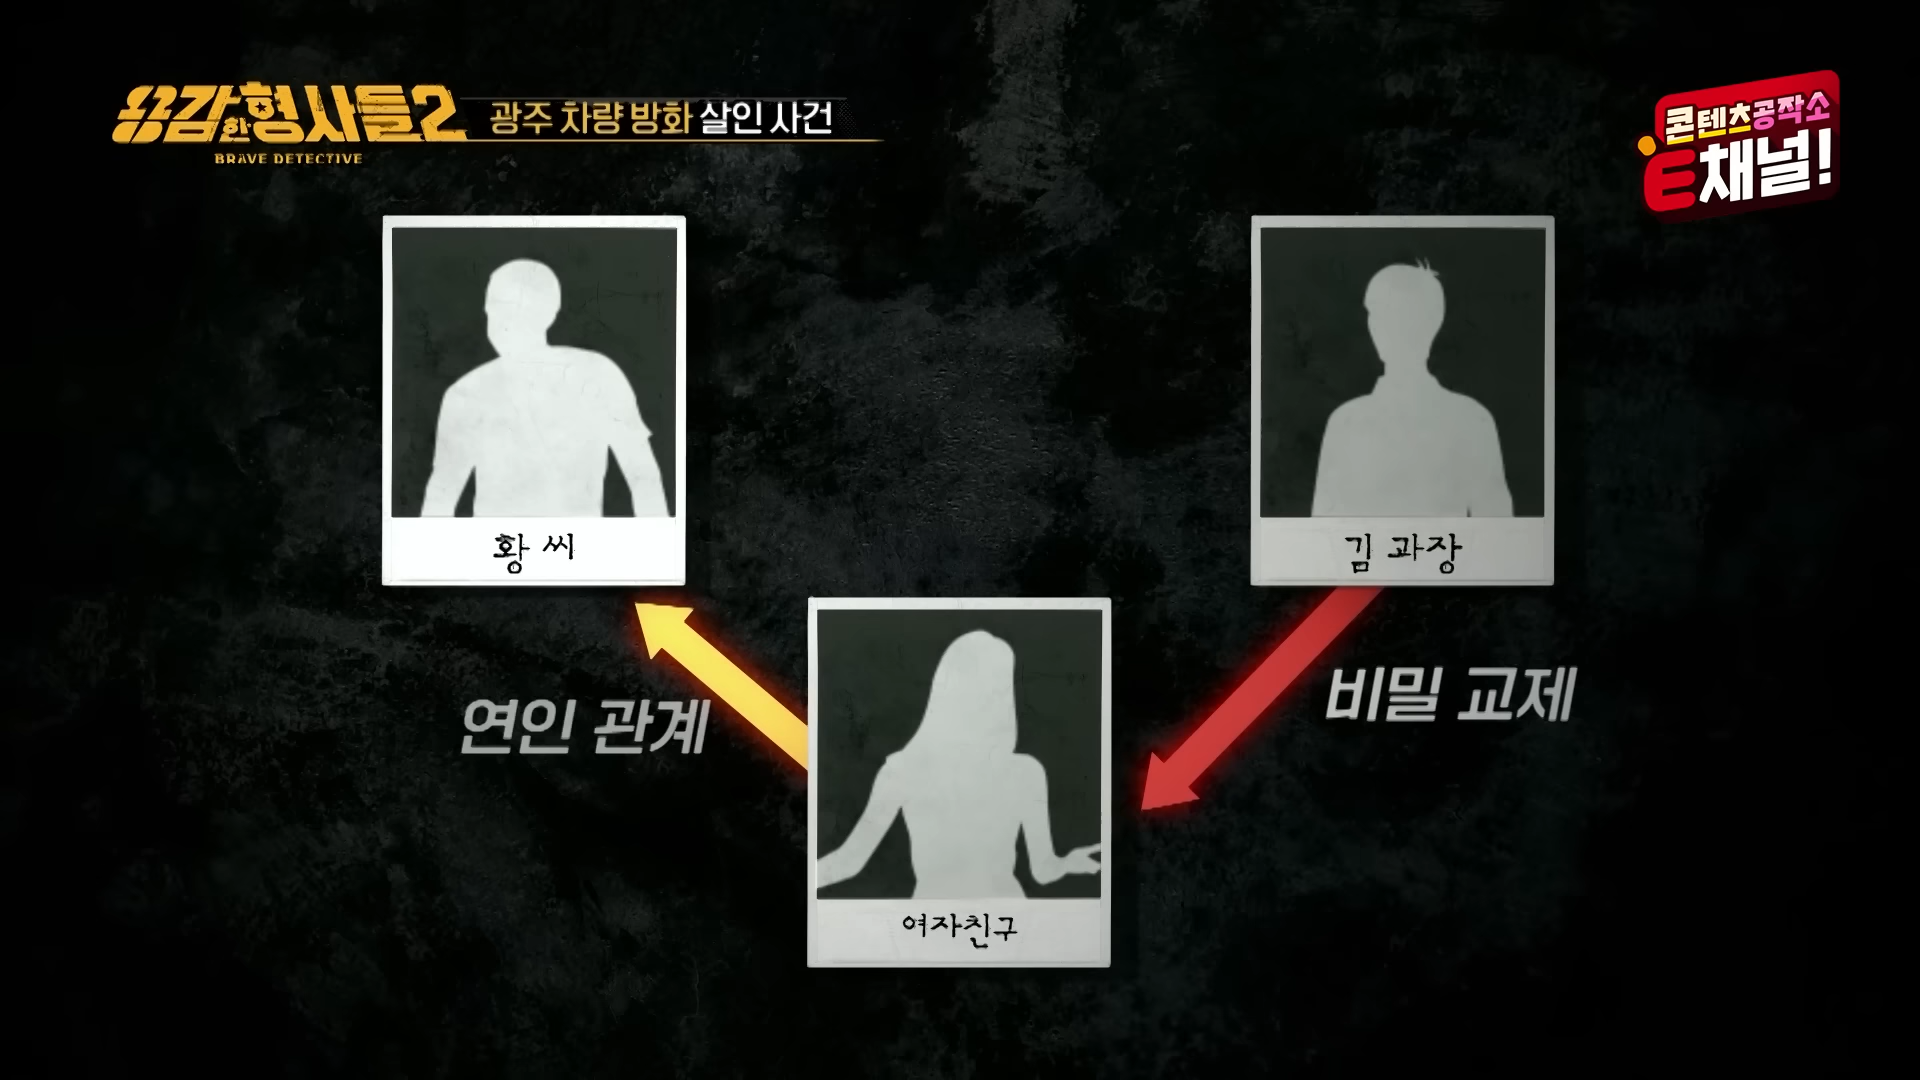 용감한 형사들2
BRAVE DETECTIVE
광주 차량 방화 살인 사건
콘텐츠공작소
E채널!
황 씨
김 과장
연인 관계
비밀 교제
여자친구